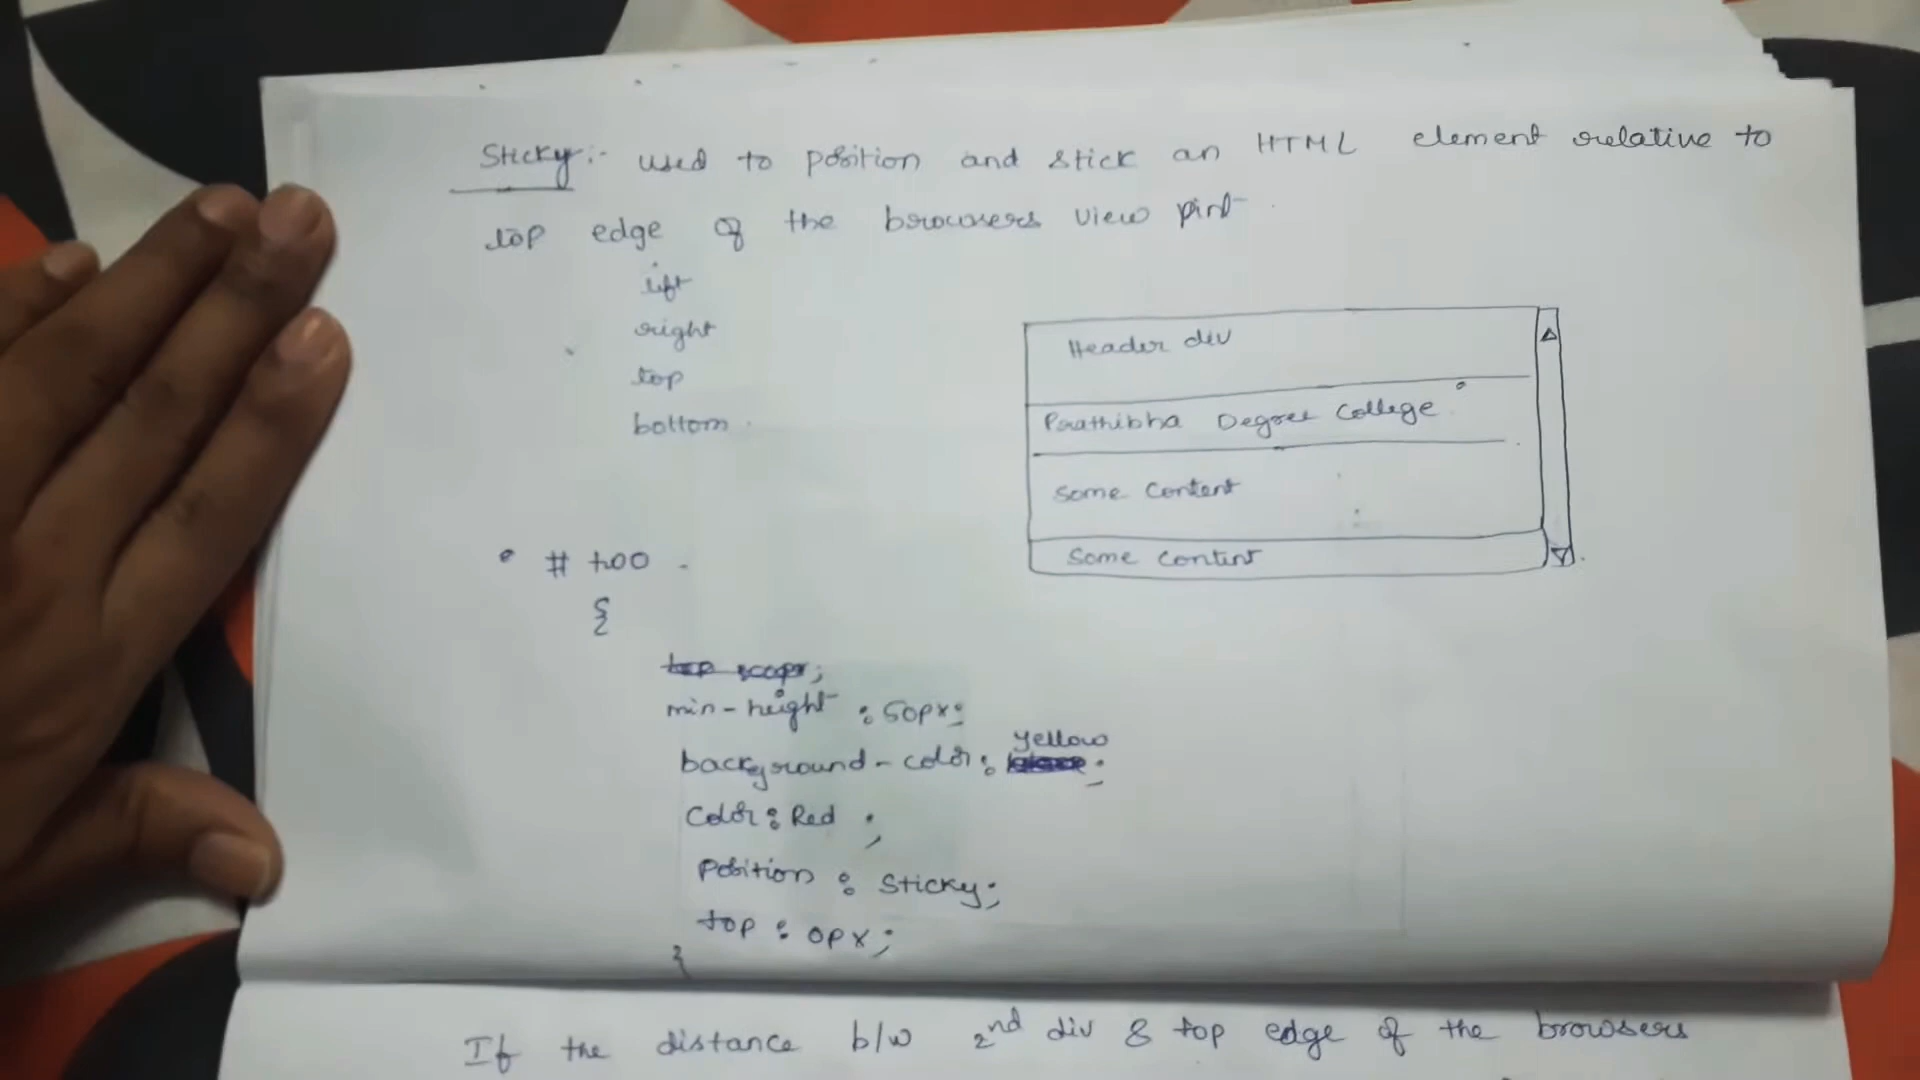 Sticky:- used to position and stick an HTML element relative to
top edge of the browsers view
left
right
top
bottom.
Header div
Prathibha Degree College
Some Content
Some Content
# too
{
min-height : 50px;
background-color: yellow;
Color: Red ;
Position : Sticky;
top : 0px;
}
If the distance b/w 2nd div & top edge of the browsers